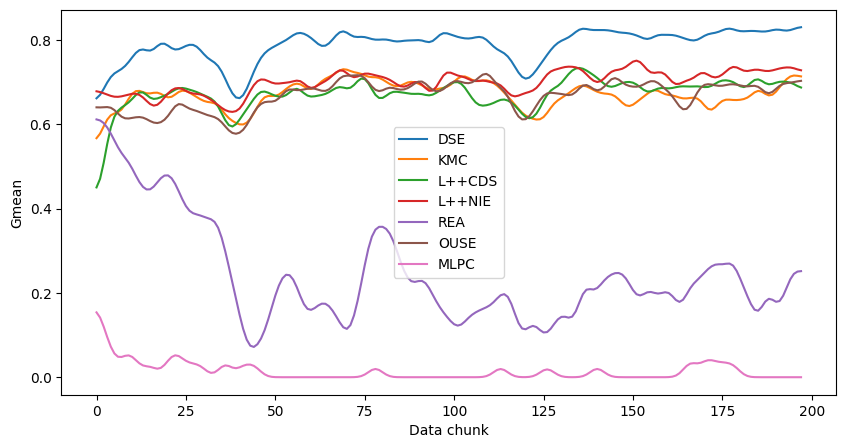 0.8
0.6
0.4
0.2
0.0
Gmean
DSE
KMC
L++CDS
L++NIE
REA
OUSE
MLPC
0 25 50 75 100 125 150 175 200
Data chunk